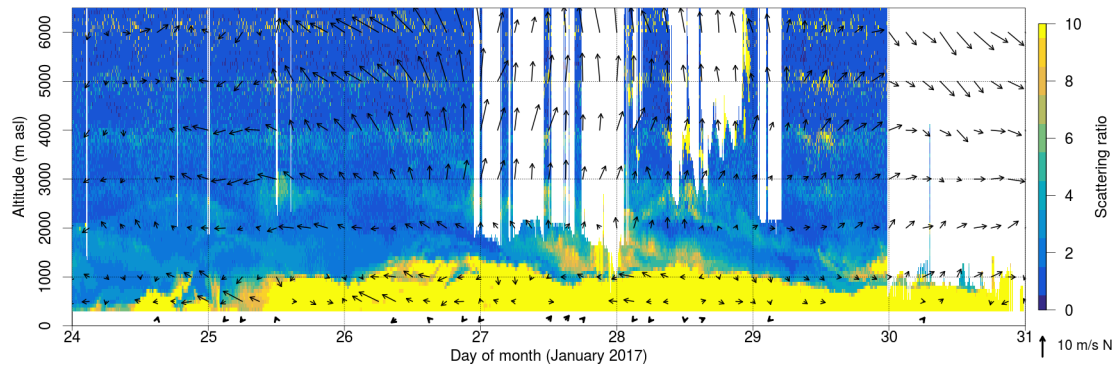 Altitude (m asl)
6000
5000
4000
3000
2000
1000
0
24 25 26 27 28 29 30 31
Day of month (January 2017)
10
8
6
4
2
0
Scattering ratio
10 m/s N